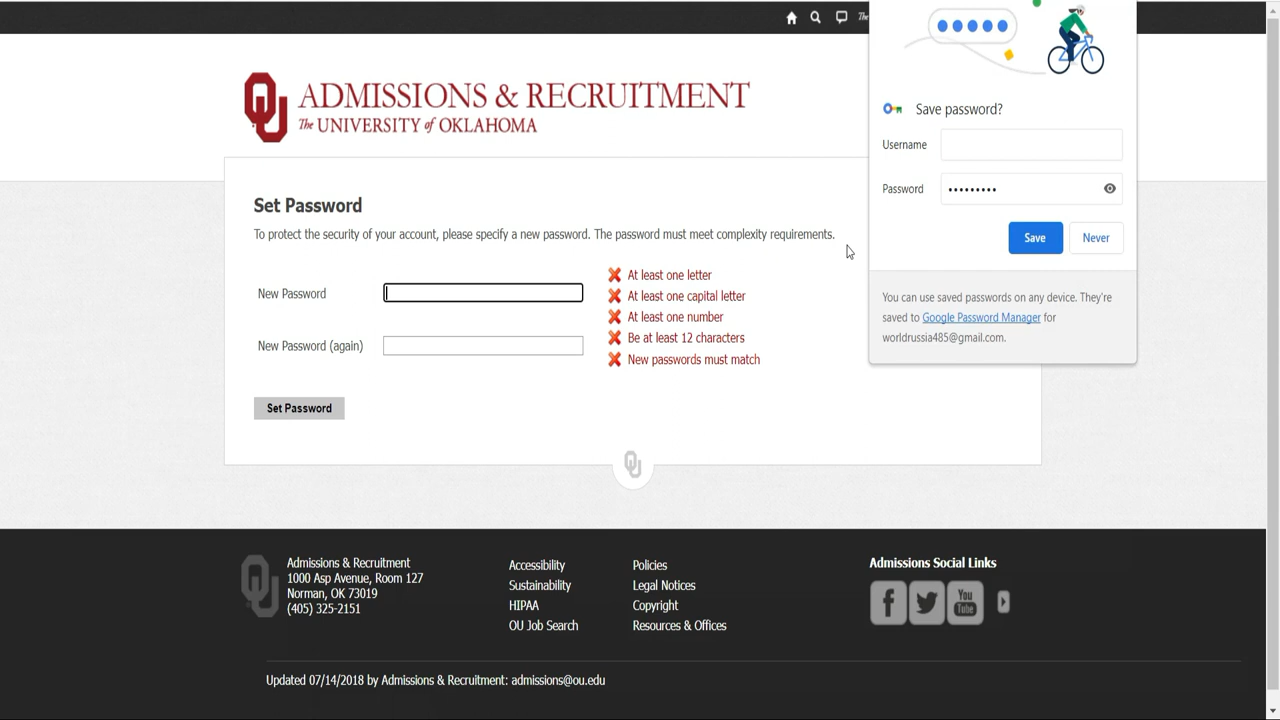 The
ADMISSIONS & RECRUITMENT
The UNIVERSITY of OKLAHOMA
Save password?
Username
Password •••••••••
Save Never
You can use saved passwords on any device. They're
saved to Google Password Manager for
worldrussia485@gmail.com.
Set Password
To protect the security of your account, please specify a new password. The password must meet complexity requirements.
New Password
New Password (again)
At least one letter
At least one capital letter
At least one number
Be at least 12 characters
New passwords must match
Set Password
Admissions & Recruitment
1000 Asp Avenue, Room 127
Norman, OK 73019
(405) 325-2151
Accessibility
Sustainability
HIPAA
OU Job Search
Policies
Legal Notices
Copyright
Resources & Offices
Admissions Social Links
You
Tube
Updated 07/14/2018 by Admissions & Recruitment: admissions@ou.edu